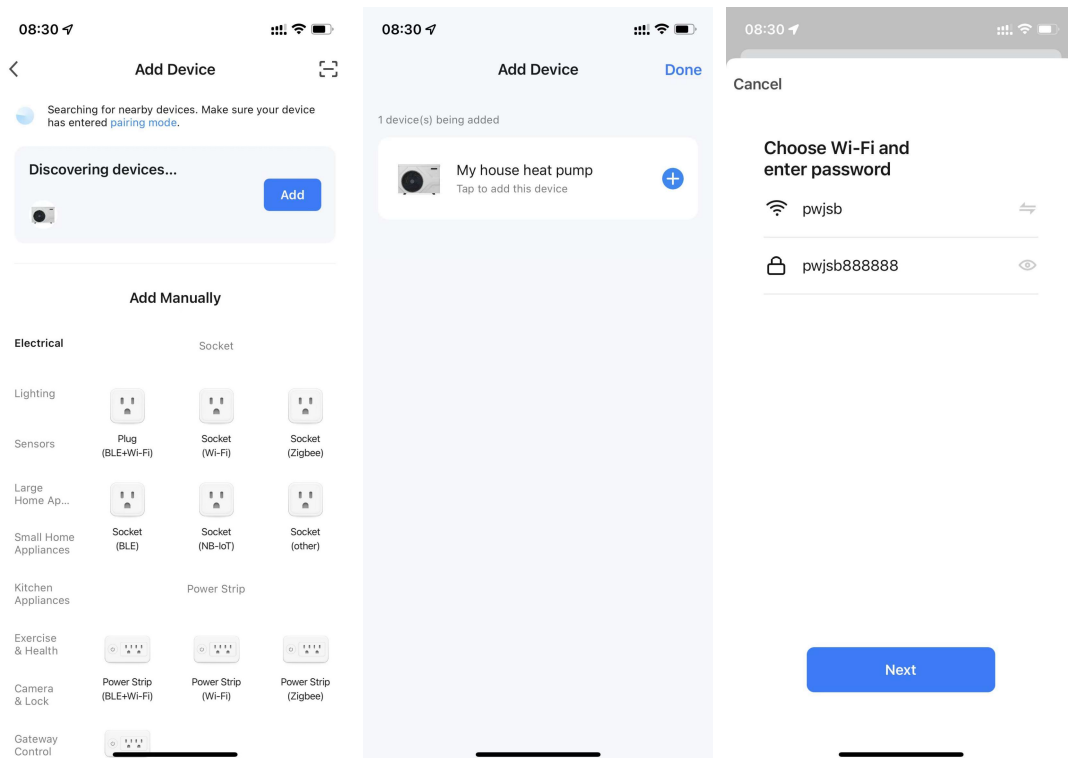 08:30
Add Device
Searching for nearby devices. Make sure your device
has entered pairing mode.
Discovering devices...
Add
Add Manually
Electrical
Socket
Lighting
Sensors
Plug
(BLE+Wi-Fi)
Socket
(Wi-Fi)
Socket
(Zigbee)
Large
Home Ap...
Small Home
Appliances
Socket
(BLE)
Socket
(NB-IoT)
Socket
(other)
Kitchen
Appliances
Power Strip
Exercise
& Health
Camera
& Lock
Power Strip
(BLE+Wi-Fi)
Power Strip
(Wi-Fi)
Power Strip
(Zigbee)
Gateway
Control
08:30
Add Device
Done
1 device(s) being added
My house heat pump
Tap to add this device
08:30
Cancel
Choose Wi-Fi and
enter password
pwjsb
pwjsb888888
Next